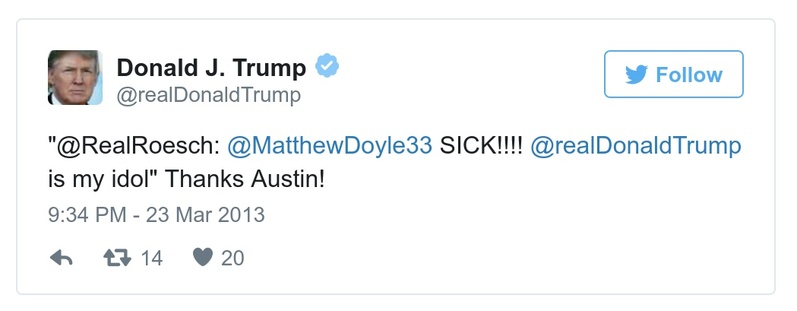 Donald J. Trump
@realDonaldTrump
Follow
"@RealRoesch: @MatthewDoyle33 SICK!!!! @realDonaldTrump
is my idol" Thanks Austin!
9:34 PM - 23 Mar 2013
14 20